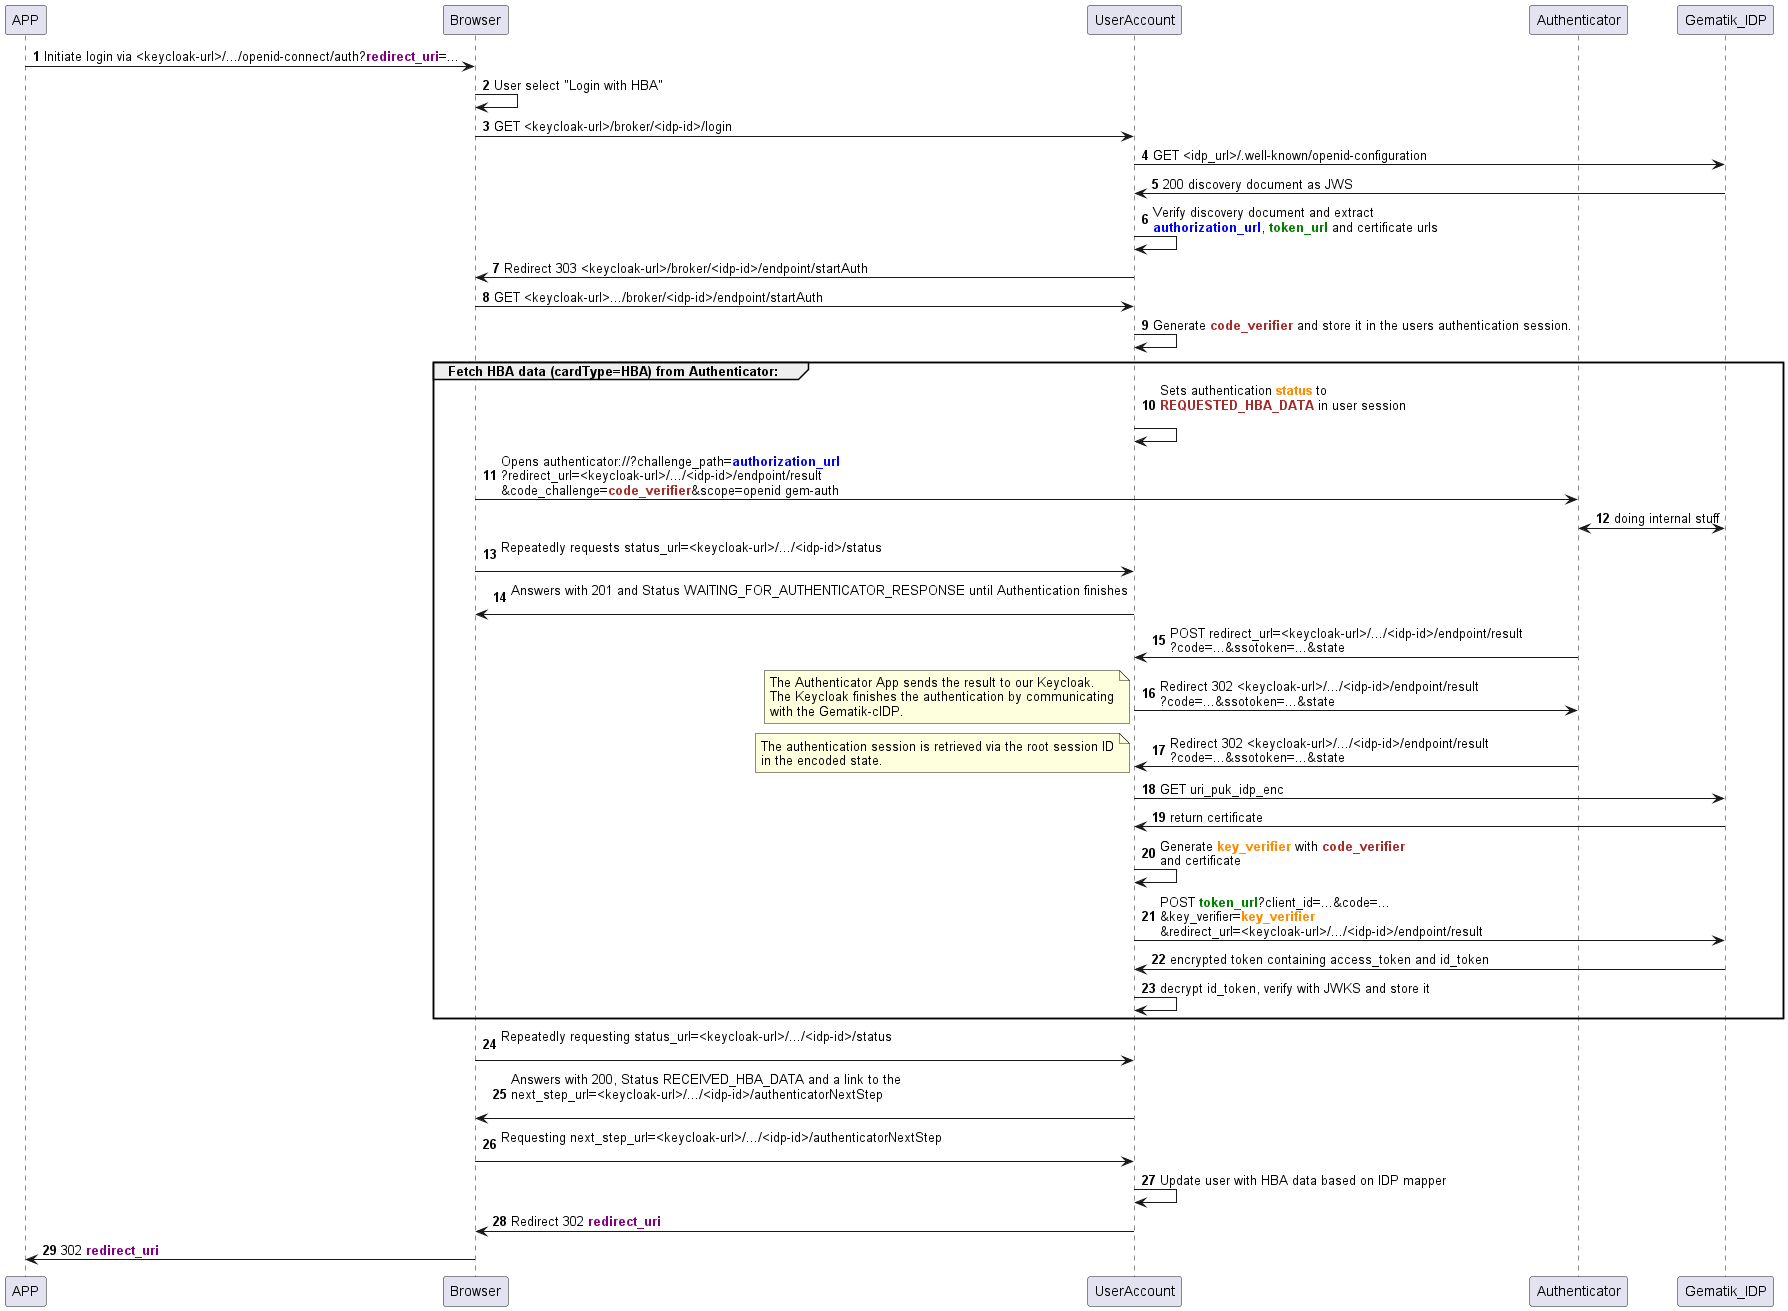 APP Browser UserAccount Authenticator Gematik_IDP
1 Initiate login via <keycloak-url>/.../openid-connect/auth?redirect_uri=...
2 User select "Login with HBA"
3 GET <keycloak-url>/broker/<idp-id>/login
4 GET <idp_url>/.well-known/openid-configuration
5 200 discovery document as JWS
6 Verify discovery document and extract
authorization_url, token_url and certificate urls
7 Redirect 303 <keycloak-url>/broker/<idp-id>/endpoint/startAuth
8 GET <keycloak-url>.../broker/<idp-id>/endpoint/startAuth
9 Generate code_verifier and store it in the users authentication session.
Fetch HBA data (cardType=HBA) from Authenticator:
Sets authentication status to
10 REQUESTED_HBA_DATA in user session
Opens authenticator://?challenge_path=authorization_url
11 ?redirect_url=<keycloak-url>/.../<idp-id>/endpoint/result
&code_challenge=code_verifier&scope=openid gem-auth
12 doing internal stuff
13 Repeatedly requests status_url=<keycloak-url>/.../<idp-id>/status
14 Answers with 201 and Status WAITING_FOR_AUTHENTICATOR_RESPONSE until Authentication finishes
15 POST redirect_url=<keycloak-url>/.../<idp-id>/endpoint/result
?code=...&ssotoken=...&state
The Authenticator App sends the result to our Keycloak.
The Keycloak finishes the authentication by communicating
with the Gematik-cIDP.
16 Redirect 302 <keycloak-url>/.../<idp-id>/endpoint/result
?code=...&ssotoken=...&state
The authentication session is retrieved via the root session ID
in the encoded state.
17 Redirect 302 <keycloak-url>/.../<idp-id>/endpoint/result
?code=...&ssotoken=...&state
18 GET uri_puk_idp_enc
19 return certificate
20 Generate key_verifier with code_verifier
and certificate
POST token_url?client_id=...&code=...
21 &key_verifier=key_verifier
&redirect_url=<keycloak-url>/.../<idp-id>/endpoint/result
22 encrypted token containing access_token and id_token
23 decrypt id_token, verify with JWKS and store it
24 Repeatedly requesting status_url=<keycloak-url>/.../<idp-id>/status
Answers with 200, Status RECEIVED_HBA_DATA and a link to the
25 next_step_url=<keycloak-url>/.../<idp-id>/authenticatorNextStep
26 Requesting next_step_url=<keycloak-url>/.../<idp-id>/authenticatorNextStep
27 Update user with HBA data based on IDP mapper
28 Redirect 302 redirect_uri
29 302 redirect_uri
APP Browser UserAccount Authenticator Gematik_IDP